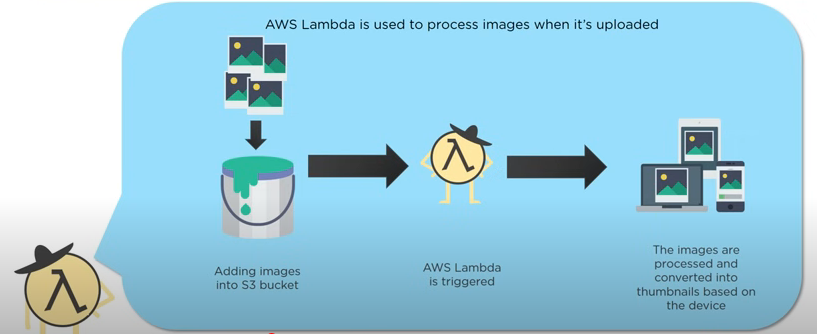 AWS Lambda is used to process images when it's uploaded
Adding images
into S3 bucket
AWS Lambda
is triggered
The images are
processed and
converted into
thumbnails based on
the device